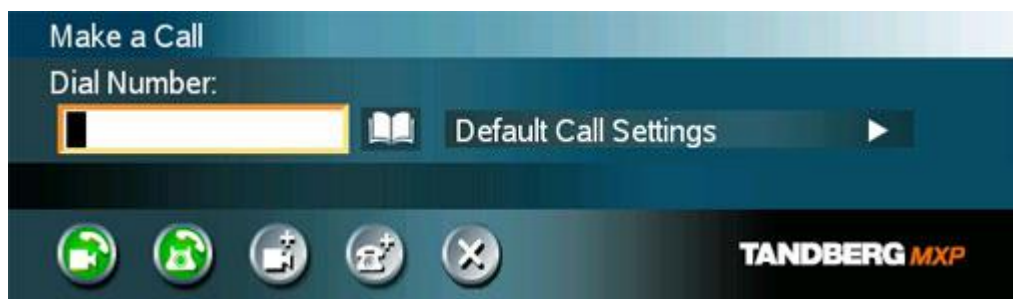 Make a Call
Dial Number:
Default Call Settings
TANDBERG MXP